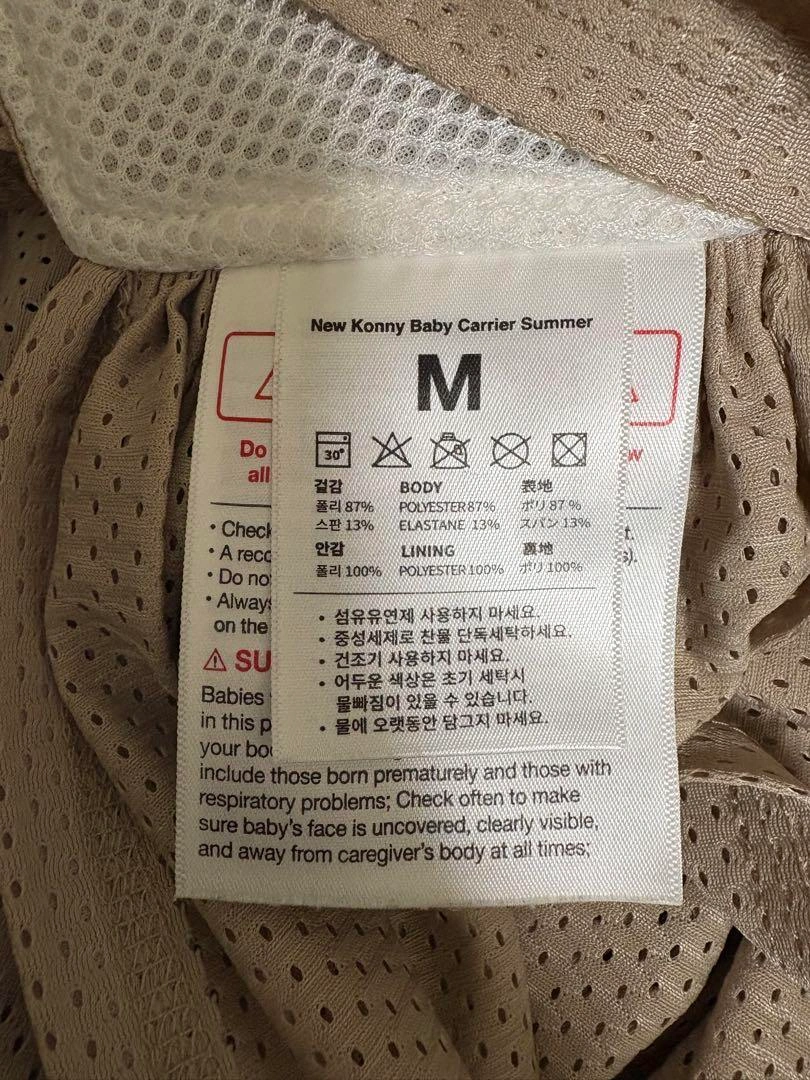 New Konny Baby Carrier Summer
M
30°
걸감 BODY 表地
폴리 87% POLYESTER 87% ポリ 87 %
스판 13% ELASTANE 13% スパン 13%
안감 LINING 裏地
폴리 100% POLYESTER 100% ポリ 100%
• 섬유유연제 사용하지 마세요.
• 중성세제로 찬물 단독세탁하세요.
• 건조기 사용하지 마세요.
• 어두운 색상은 초기 세탁시
물빠짐이 있을 수 있습니다.
• 물에 오랫동안 담그지 마세요.
Do
all
• Check
• A
• Do
• Always
on the
Babies
in this
your
include those born prematurely and those with
respiratory problems; Check often to make
sure baby's face is uncovered, clearly visible,
and away from caregiver's body at all times;